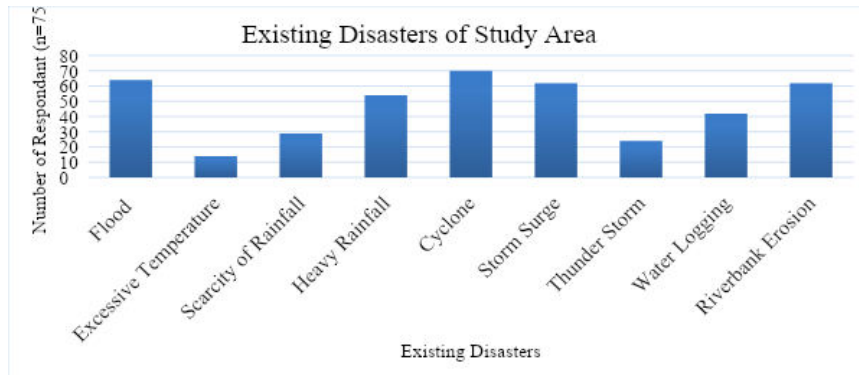 Existing Disasters of Study Area
Number of Respondant (n=75
80
70
60
50
40
30
20
10
0
Flood
Excessive Temperature
Scarcity of Rainfall
Heavy Rainfall
Cyclone
Storm Surge
Thunder Storm
Water Logging
Riverbank Erosion
Existing Disasters